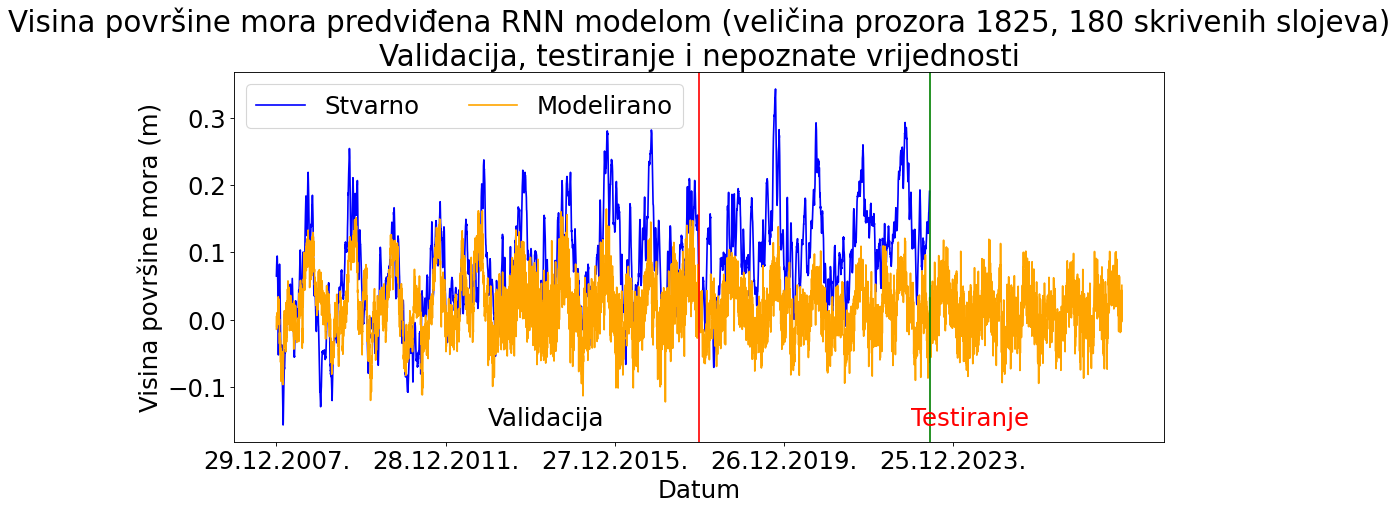 Visina površine mora predviđena RNN modelom (veličina prozora 1825, 180 skrivenih slojeva)
Validacija, testiranje i nepoznate vrijednosti
Stvarno Modelirano
Visina površine mora (m)
0.3
0.2
0.1
0.0
−0.1
Validacija Testiranje
29.12.2007. 28.12.2011. 27.12.2015. 26.12.2019. 25.12.2023.
Datum